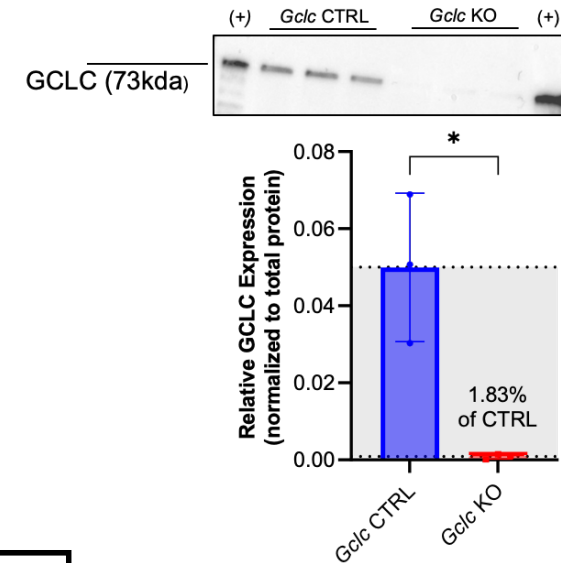 (+) Gclc CTRL Gclc KO (+)
GCLC (73kda)
*
Relative GCLC Expression
(normalized to total protein)
0.08
0.06
0.04
0.02
0.00
1.83%
of CTRL
Gclc CTRL
Gclc KO